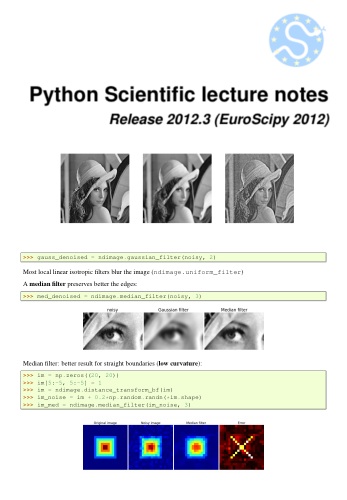 Python Scientific lecture notes
Release 2012.3 (EuroScipy 2012)
>>> gauss_denoised = ndimage.gaussian_filter(noisy, 2)
Most local linear isotropic filters blur the image (ndimage.uniform_filter)
A median filter preserves better the edges:
>>> med_denoised = ndimage.median_filter(noisy, 3)
noisy Gaussian filter Median filter
Median filter: better result for straight boundaries (low curvature):
>>> im = np.zeros((20, 20))
>>> im[5:-5, 5:-5] = 1
>>> im = ndimage.distance_transform_bf(im)
>>> im_noise = im + 0.2*np.random.randn(*im.shape)
>>> im_med = ndimage.median_filter(im_noise, 3)
Original image Noisy image Median filter Error